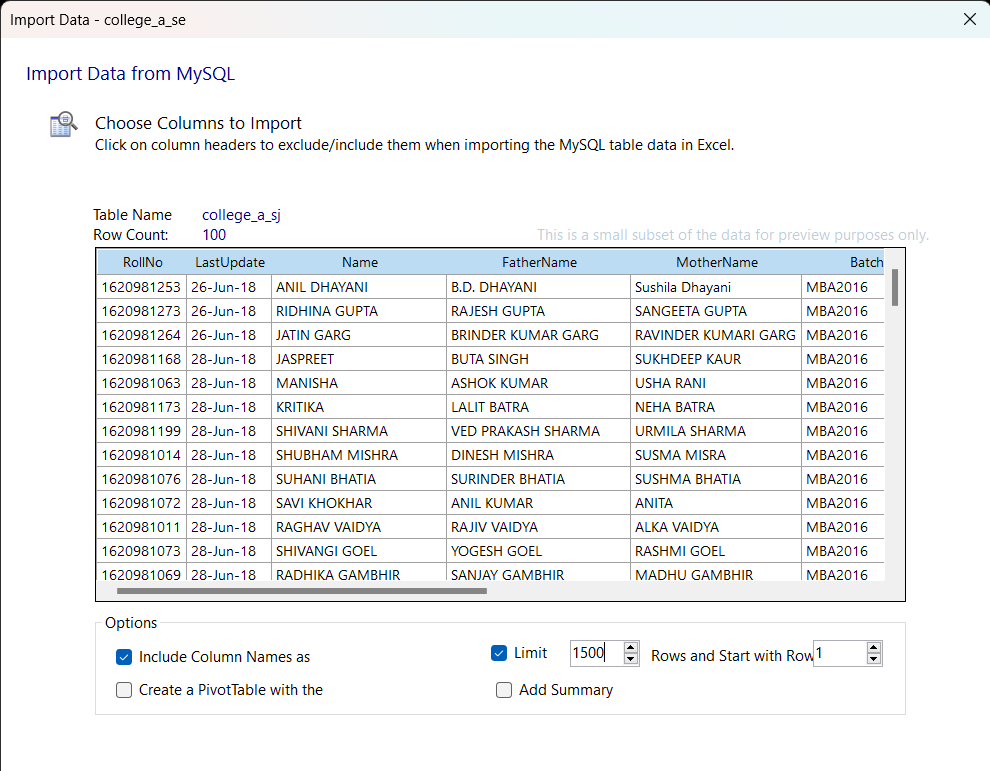 Import Data - college_a_se
Import Data from MySQL
Choose Columns to Import
Click on column headers to exclude/include them when importing the MySQL table data in Excel.
Table Name college_a_sj
Row Count: 100 This is a small subset of the data for preview purposes only.
RollNo LastUpdate Name FatherName MotherName Batch
1620981253 26-Jun-18 ANIL DHAYANI B.D. DHAYANI Sushila Dhayani MBA2016
1620981273 26-Jun-18 RIDHINA GUPTA RAJESH GUPTA SANGEETA GUPTA MBA2016
1620981264 26-Jun-18 JATIN GARG BRINDER KUMAR GARG RAVINDER KUMARI GARG MBA2016
1620981168 28-Jun-18 JASPREET BUTA SINGH SUKHDEEP KAUR MBA2016
1620981063 28-Jun-18 MANISHA ASHOK KUMAR USHA RANI MBA2016
1620981173 28-Jun-18 KRITIKA LALIT BATRA NEHA BATRA MBA2016
1620981199 28-Jun-18 SHIVANI SHARMA VED PRAKASH SHARMA URMILA SHARMA MBA2016
1620981014 28-Jun-18 SHUBHAM MISHRA DINESH MISHRA SUSMA MISRA MBA2016
1620981076 28-Jun-18 SUHANI BHATIA SURINDER BHATIA SUSHMA BHATIA MBA2016
1620981072 28-Jun-18 SAVI KHOKHAR ANIL KUMAR ANITA MBA2016
1620981011 28-Jun-18 RAGHAV VAIDYA RAJIV VAIDYA ALKA VAIDYA MBA2016
1620981073 28-Jun-18 SHIVANGI GOEL YOGESH GOEL RASHMI GOEL MBA2016
1620981069 28-Jun-18 RADHIKA GAMBHIR SANJAY GAMBHIR MADHU GAMBHIR MBA2016
Options
Include Column Names as Limit 1500 Rows and Start with Row 1
Create a PivotTable with the Add Summary